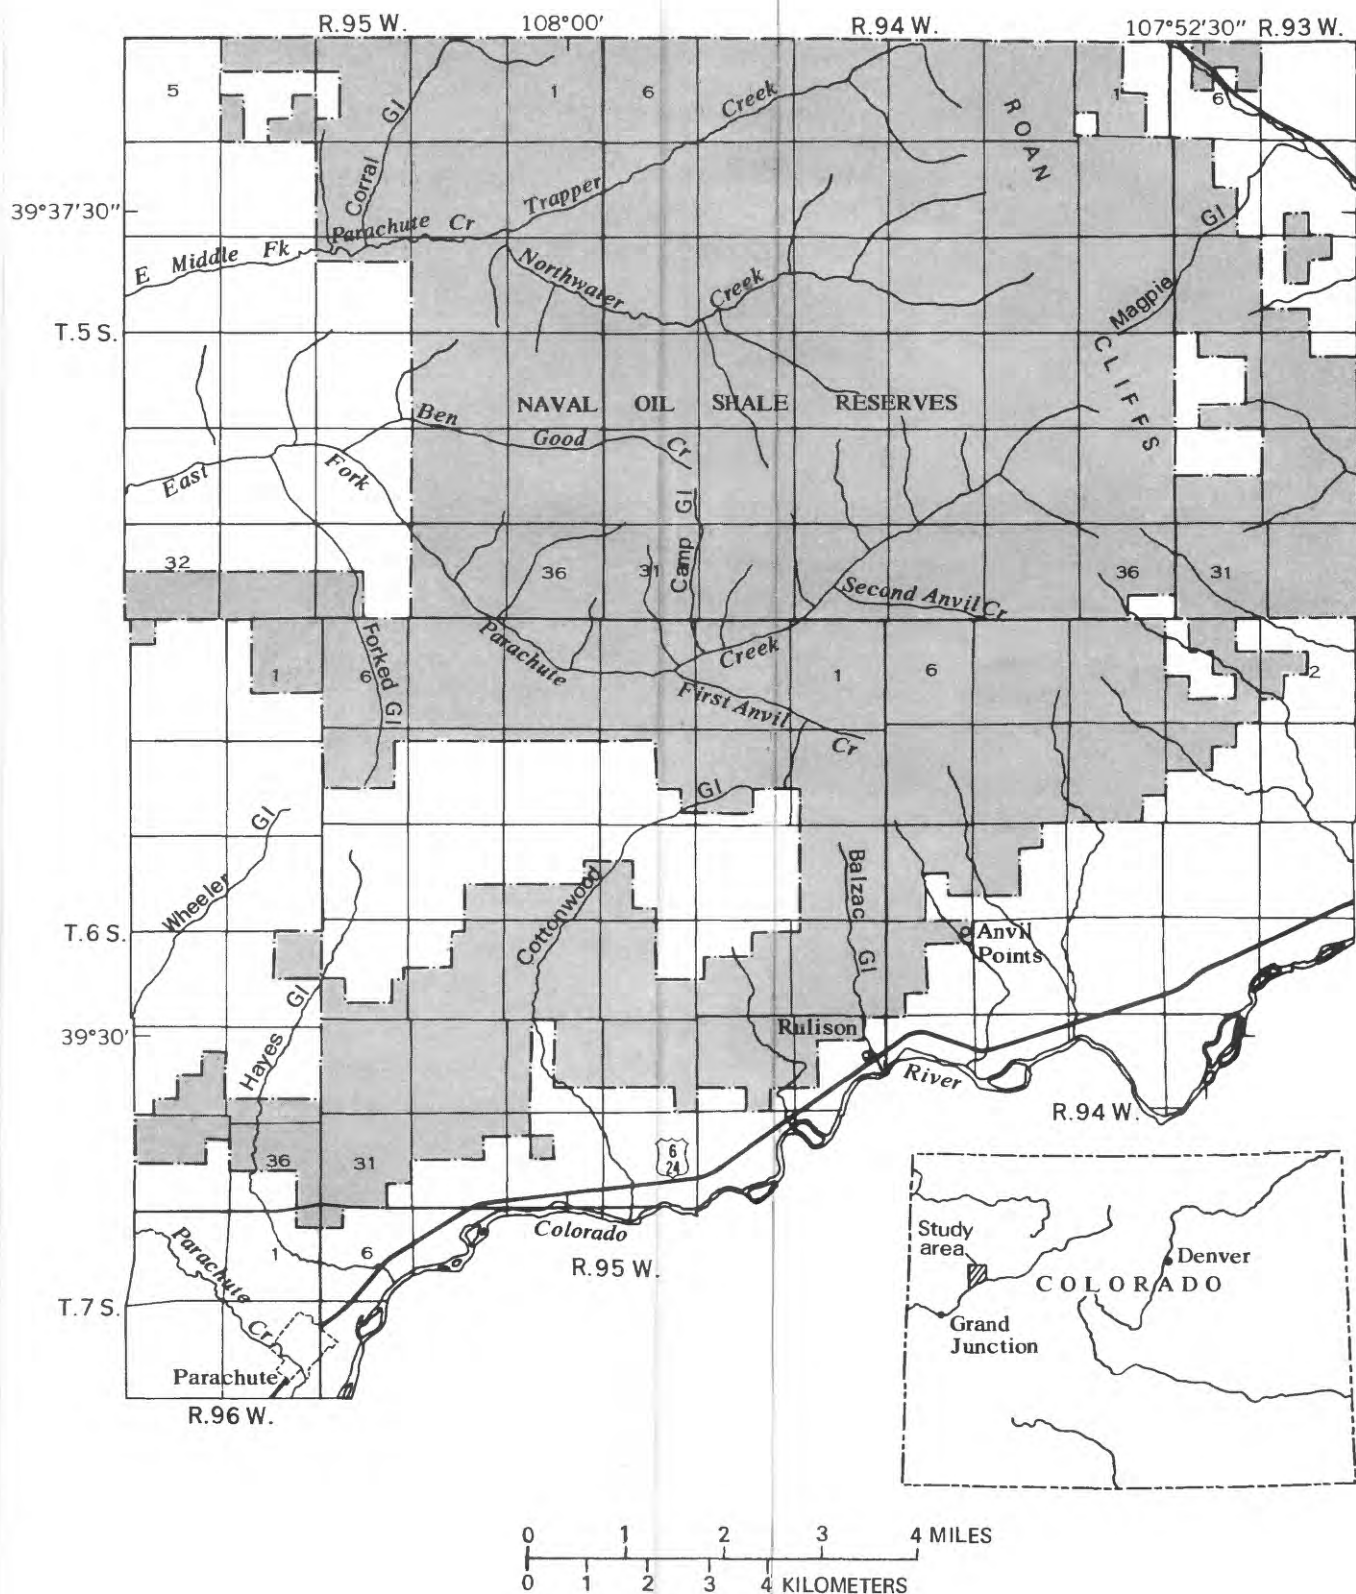 R.95 W. 108°00' R.94 W. 107°52'30" R.93 W.
5 1 6 1 6
Corral Gl
Trapper Creek
ROAN
39°37'30"
Parachute Cr
E Middle Fk
Northwater Creek
Magpie Gl
T.5 S.
CLIFFS
NAVAL OIL SHALE RESERVES
Ben Good Cr
East Fork
Camp Gl
32 36 31 36 31
Second Anvil Cr
Parachute Creek
Forked Gl
1 6 1 6 2
First Anvil Cr
Gl
Wheeler Gl
Cottonwood
Balzac Gl
T.6 S.
Anvil
Points
Hayes Gl
39°30'
Rulison
River
R.94 W.
36 31
6
24
Colorado
Parachute Cr
1 6
R.95 W.
T.7 S.
Parachute
R.96 W.
Study
area
Denver
COLORADO
Grand
Junction
0 1 2 3 4 MILES
0 1 2 3 4 KILOMETERS